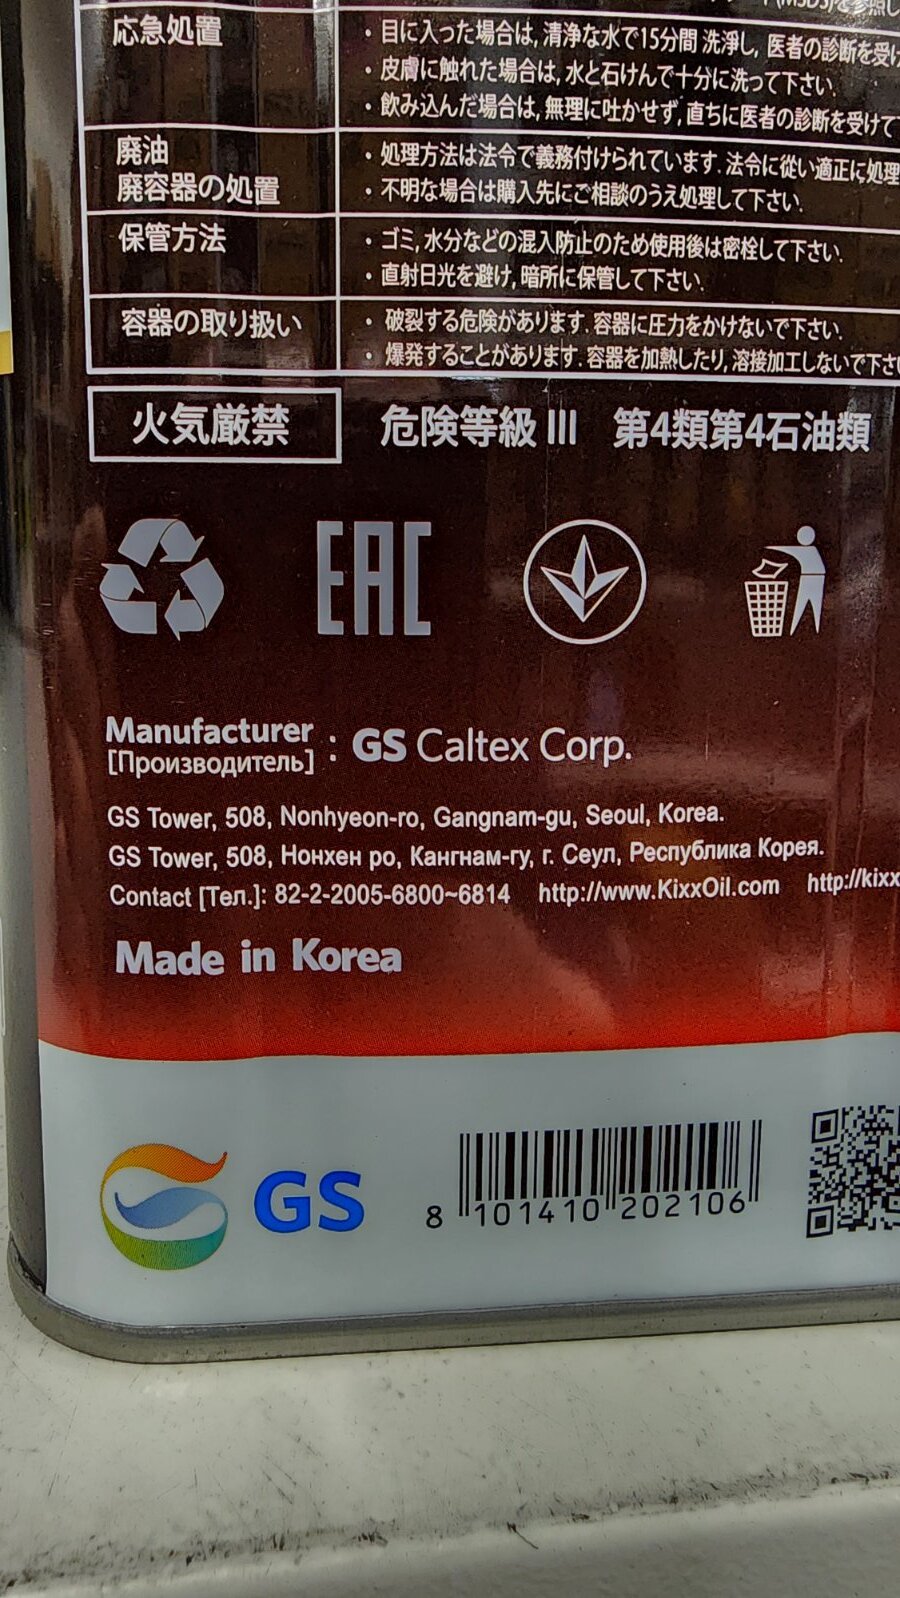 (MSDS)を参照し
応急処置
・目に入った場合は, 清浄な水で15分間 洗浄し, 医者の診断を受け
・皮膚に触れた場合は, 水と石けんで十分に洗って下さい.
・飲み込んだ場合は, 無理に吐かせず, 直ちに医者の診断を受けて
廃油
廃容器の処置
・処理方法は法令で義務付けられています. 法令に従い適正に処理
・不明な場合は購入先にご相談のうえ処理して下さい.
保管方法
・ゴミ, 水分などの混入防止のため使用後は密栓して下さい.
・直射日光を避け, 暗所に保管して下さい.
容器の取り扱い
・破裂する危険があります. 容器に圧力をかけないで下さい.
・爆発することがあります. 容器を加熱したり, 溶接加工しないで下さ
火気厳禁 危険等級 III 第4類第4石油類
EAC
Manufacturer
[Производитель] : GS Caltex Corp.
GS Tower, 508, Nonhyeon-ro, Gangnam-gu, Seoul, Korea.
GS Tower, 508, Нонхен ро, Кангнам-гу, г. Сеул, Республика Корея.
Contact [Тел.]: 82-2-2005-6800~6814 http://www.KixxOil.com http://kixx
Made in Korea
GS
8 101410 202106